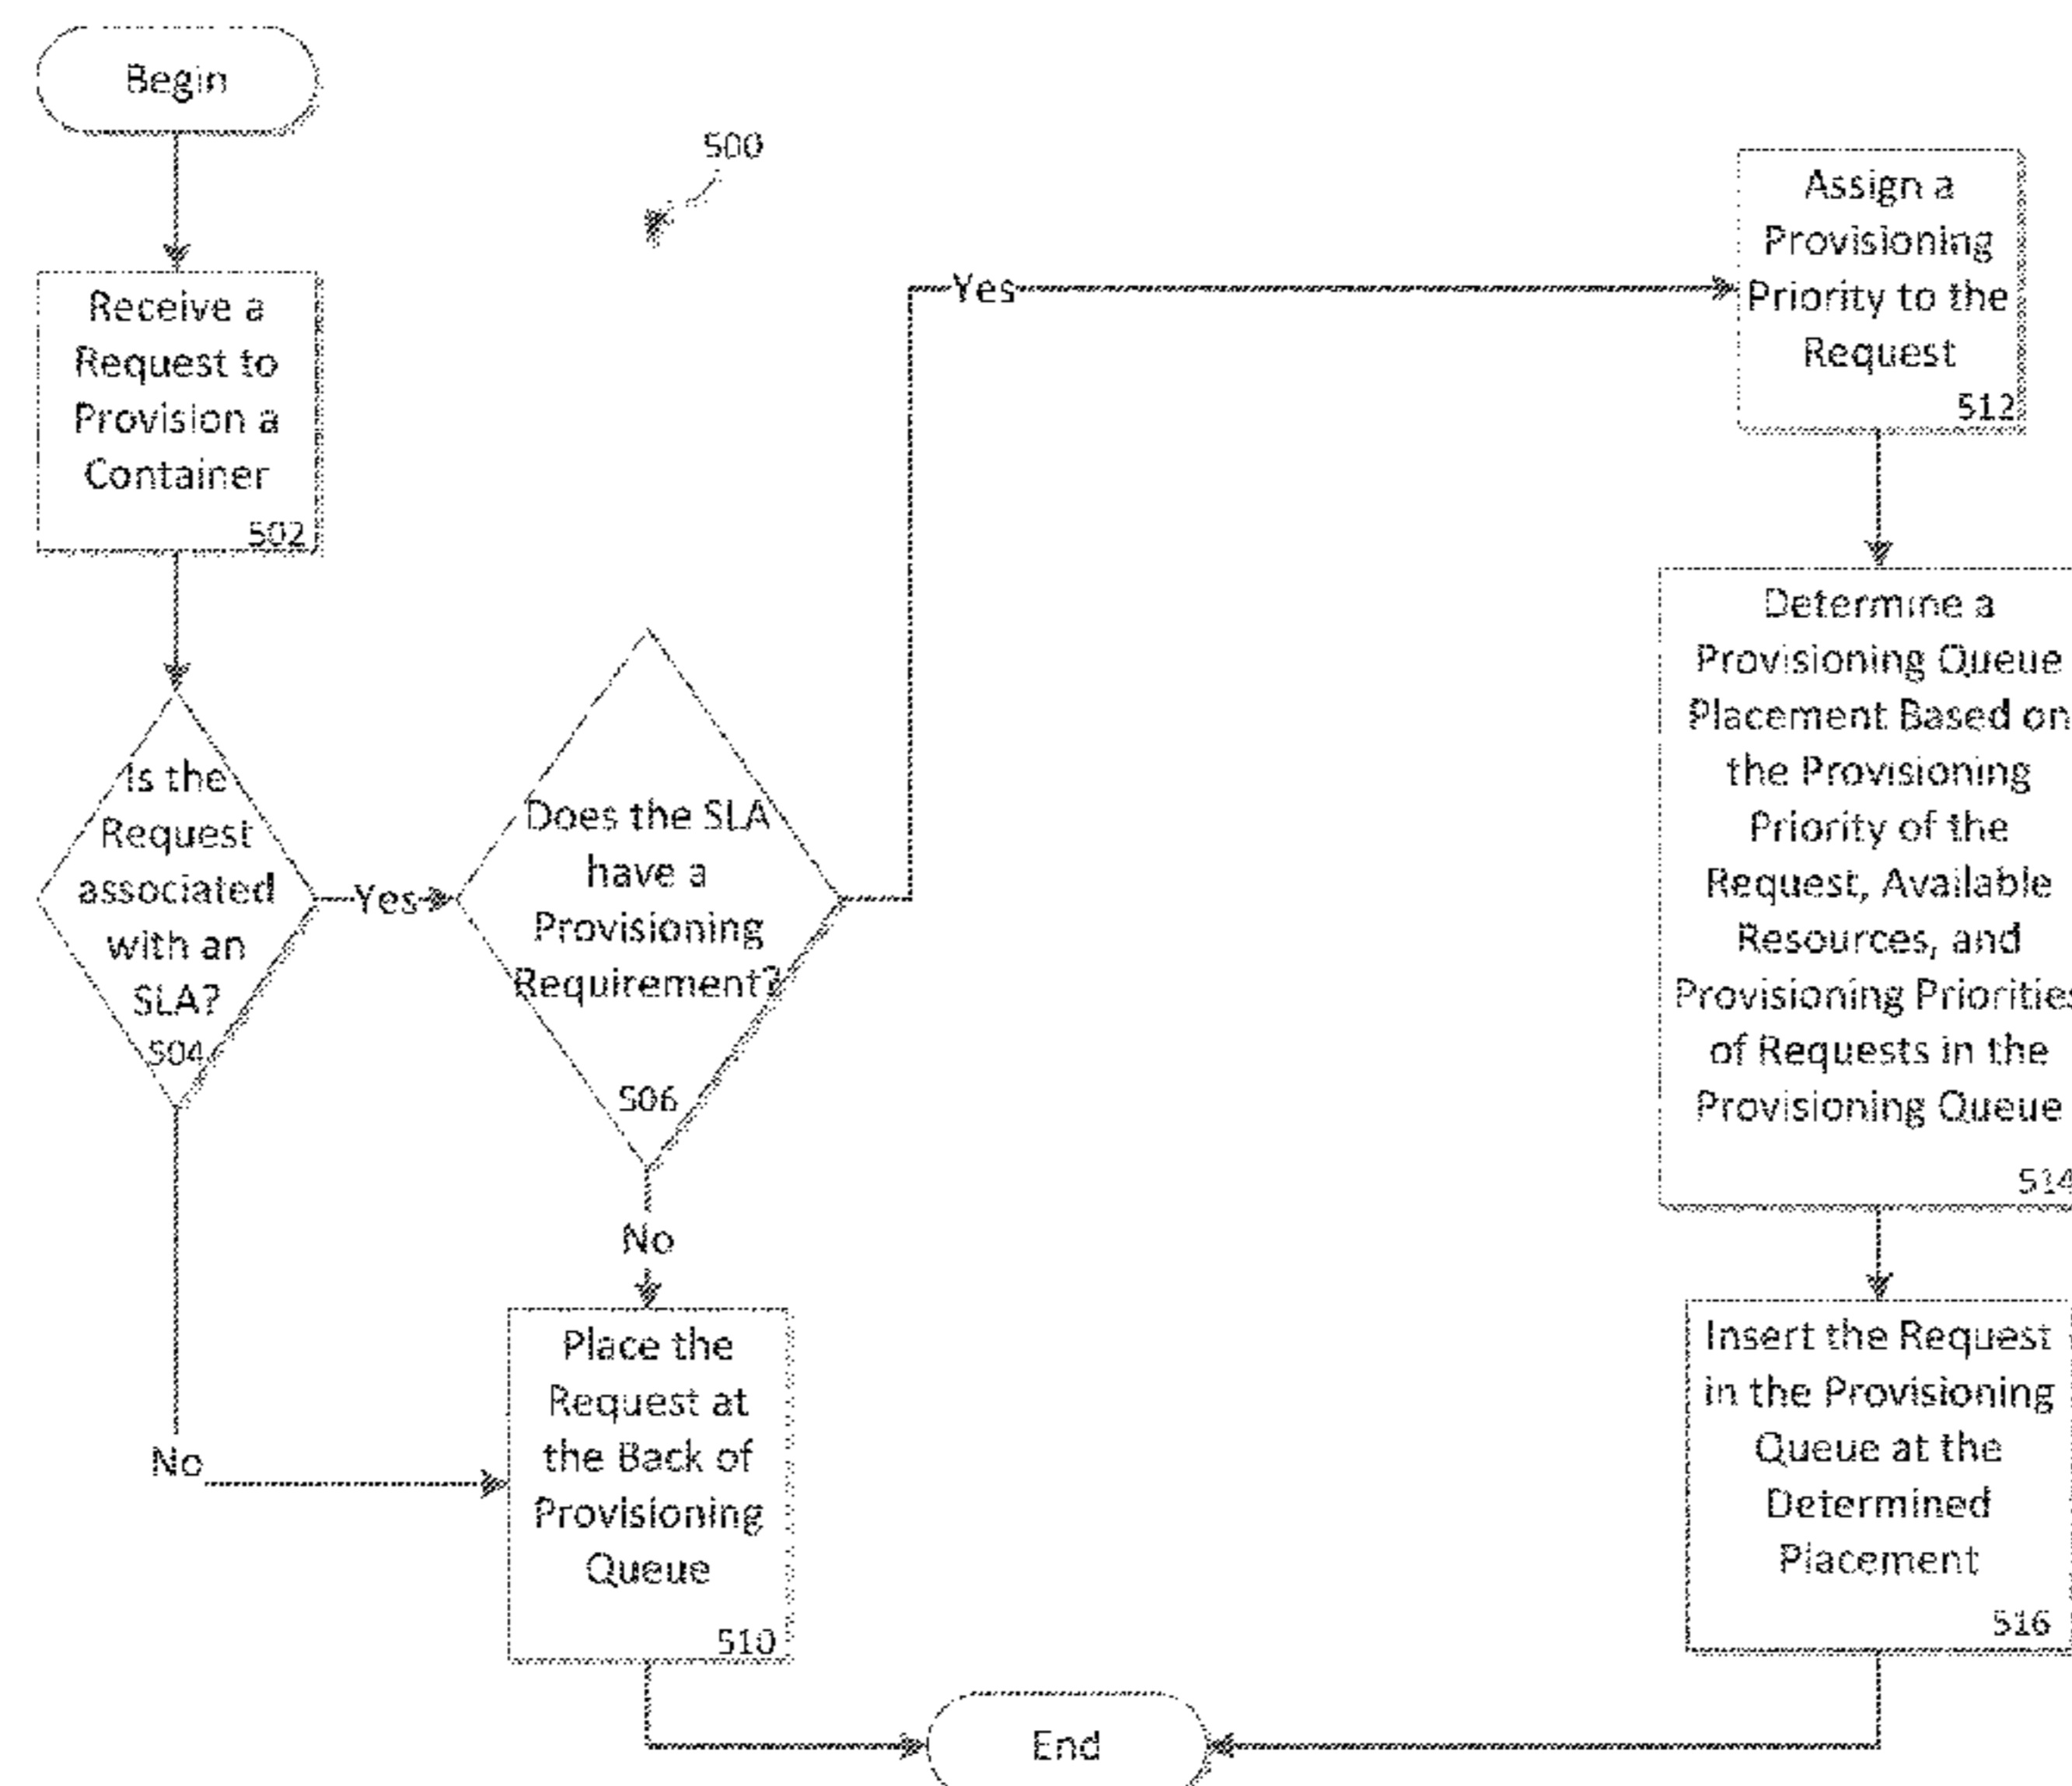 Begin
500
Receive a
Request to
Provision a
Container
502
Is the
Request
associated
with an
SLA?
504
Yes
Does the SLA
have a
Provisioning
Requirement?
506
Yes
No
No
Place the
Request at
the Back of
Provisioning
Queue
510
Assign a
Provisioning
Priority to the
Request
512
Determine a
Provisioning Queue
Placement Based on
the Provisioning
Priority of the
Request, Available
Resources, and
Provisioning Priorities
of Requests in the
Provisioning Queue
514
Insert the Request
in the Provisioning
Queue at the
Determined
Placement
516
End